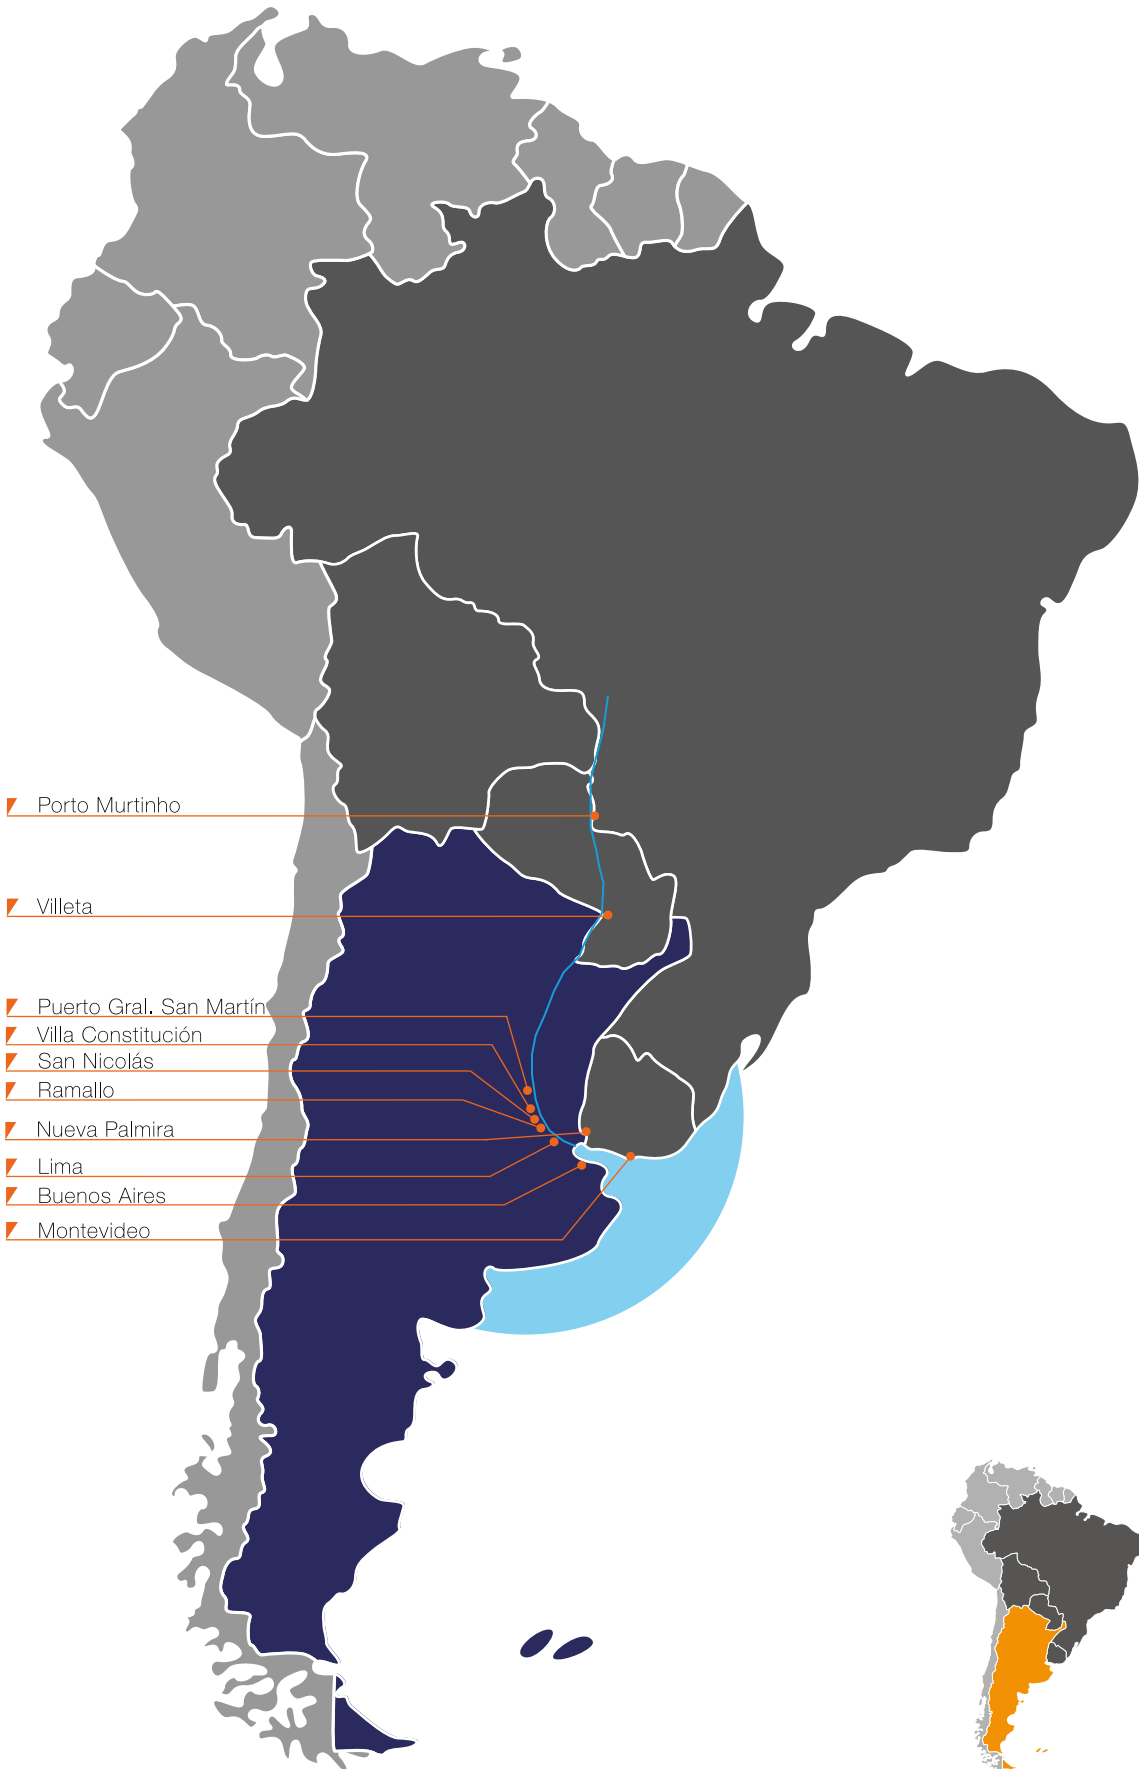 Porto Murtinho
Villeta
Puerto Gral. San Martín
Villa Constitución
San Nicolás
Ramallo
Nueva Palmira
Lima
Buenos Aires
Montevideo